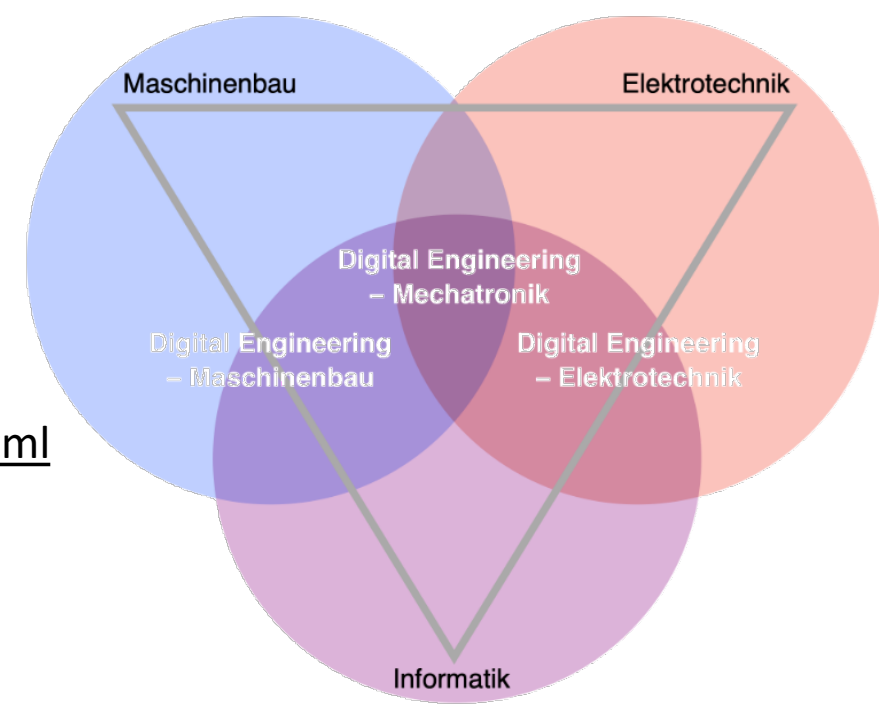 Maschinenbau
Elektrotechnik
Digital Engineering
– Mechatronik
Digital Engineering
– Maschinenbau
Digital Engineering
– Elektrotechnik
ml
Informatik